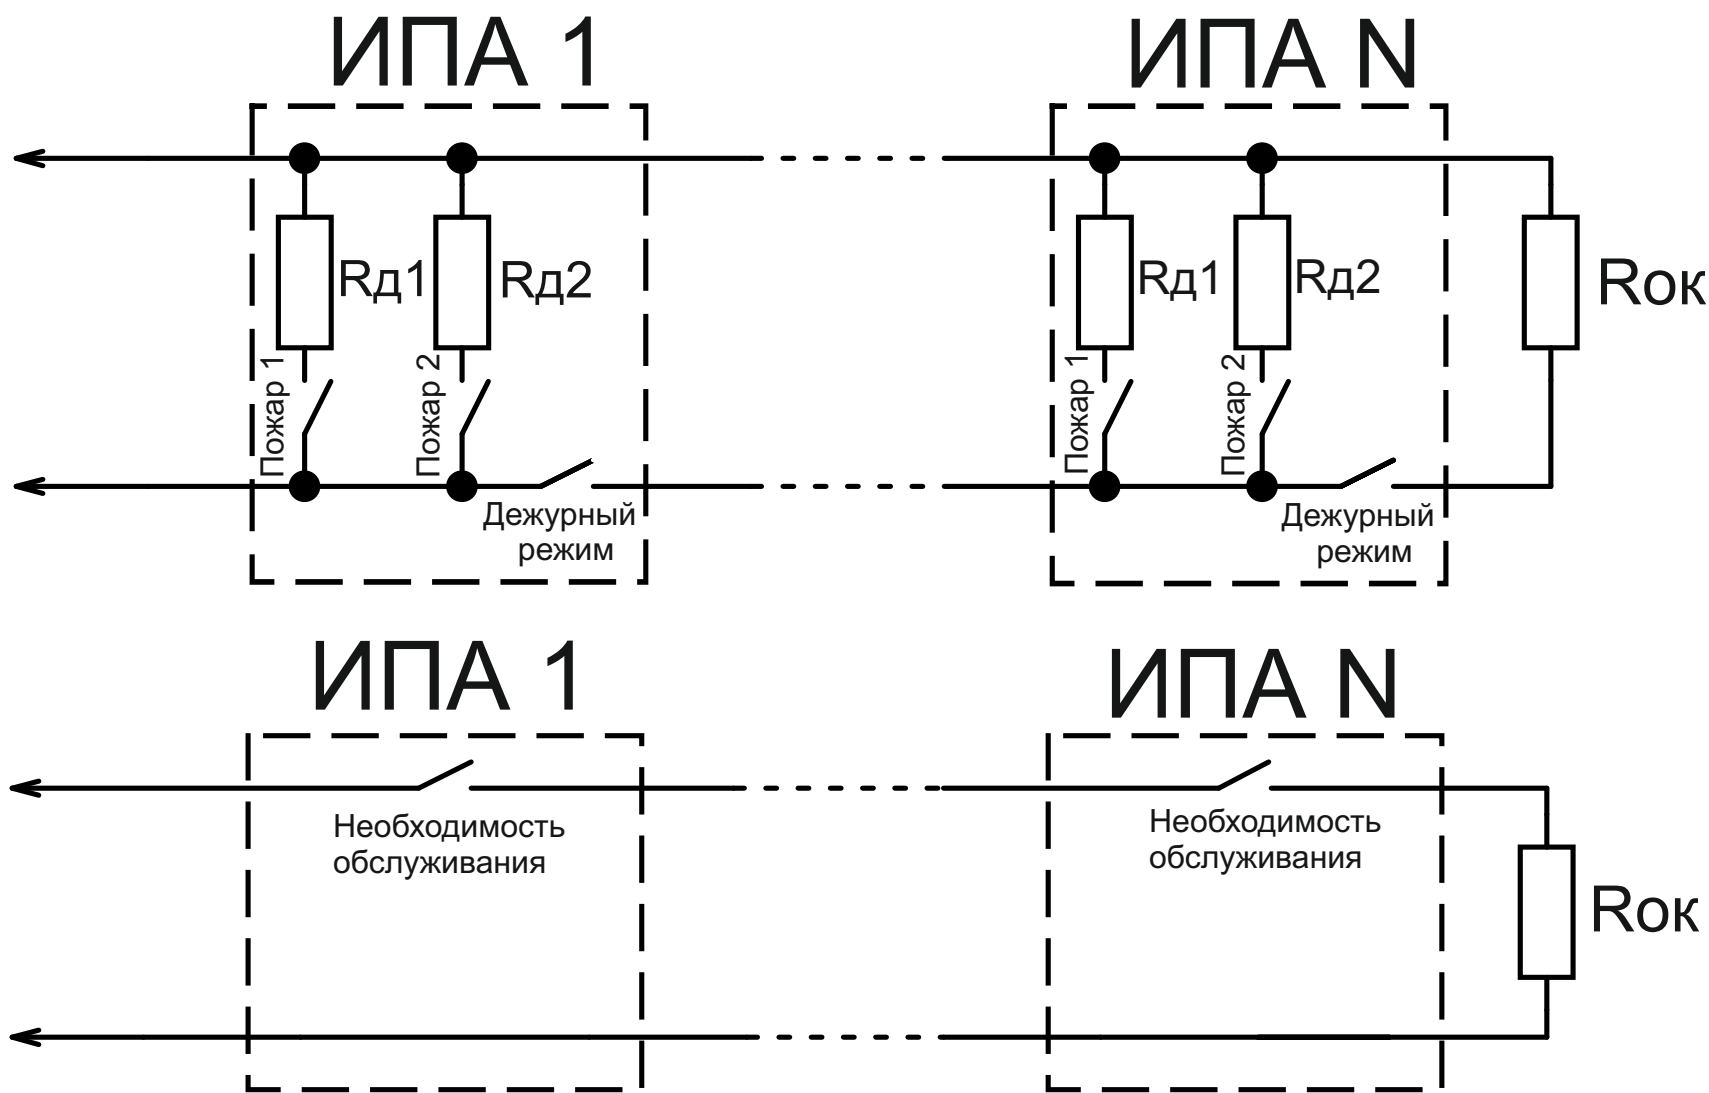 ИПА 1
ИПА N
Rд1
Rд2
Rд1
Rд2
Rок
Пожар 1
Пожар 2
Пожар 1
Пожар 2
Дежурный
режим
Дежурный
режим
ИПА 1
ИПА N
Необходимость
обслуживания
Необходимость
обслуживания
Rок